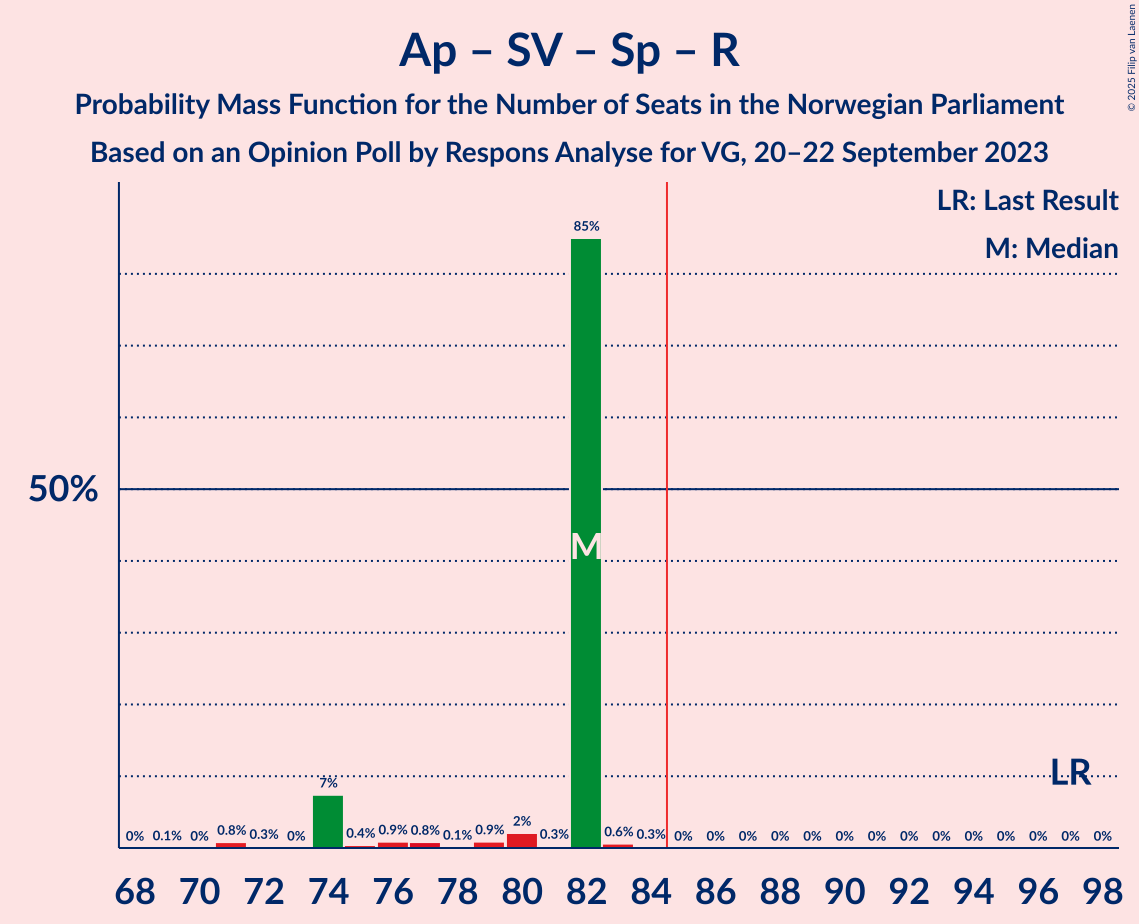 Ap – SV – Sp – R
Probability Mass Function for the Number of Seats in the Norwegian Parliament
Based on an Opinion Poll by Respons Analyse for VG, 20–22 September 2023
© 2025 Filip van Laenen
LR: Last Result
M: Median
85%
50%
M
LR
7%
0% 0.1% 0% 0.8% 0.3% 0% 0.4% 0.9% 0.8% 0.1% 0.9% 2% 0.3% 0.6% 0.3% 0% 0% 0% 0% 0% 0% 0% 0% 0% 0% 0% 0% 0% 0%
68 70 72 74 76 78 80 82 84 86 88 90 92 94 96 98